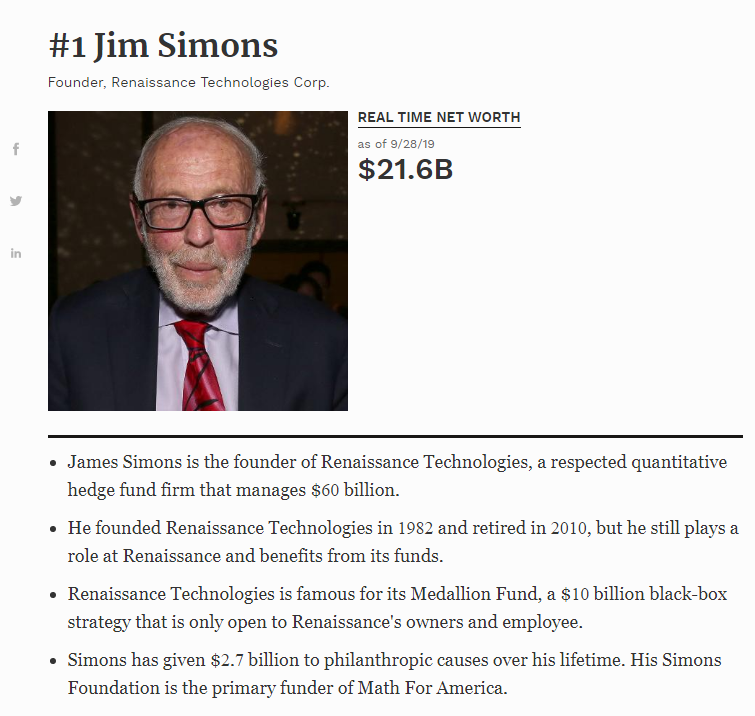 #1 Jim Simons
Founder, Renaissance Technologies Corp.
REAL TIME NET WORTH
as of 9/28/19
$21.6B
f
in
James Simons is the founder of Renaissance Technologies, a respected quantitative
hedge fund firm that manages $60 billion.
He founded Renaissance Technologies in 1982 and retired in 2010, but he still plays a
role at Renaissance and benefits from its funds.
Renaissance Technologies is famous for its Medallion Fund, a $10 billion black-box
strategy that is only open to Renaissance's owners and employee.
Simons has given $2.7 billion to philanthropic causes over his lifetime. His Simons
Foundation is the primary funder of Math For America.